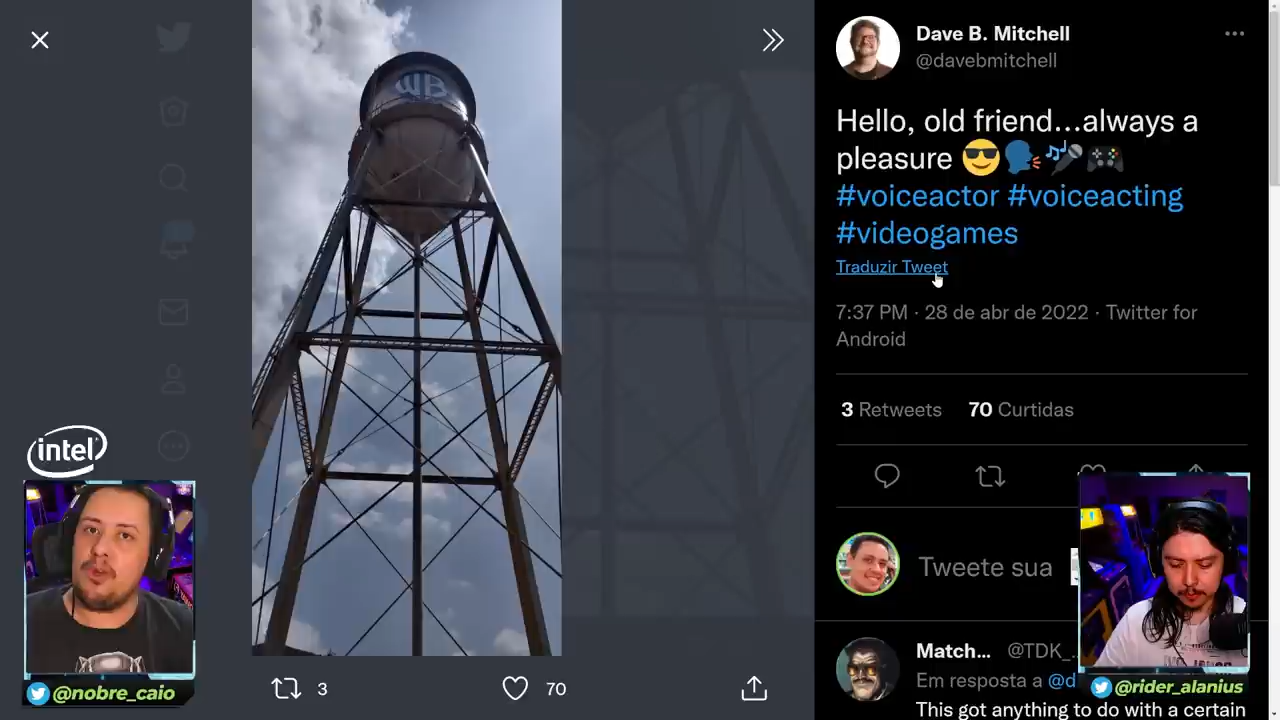 WB
Dave B. Mitchell
@davebmitchell
Hello, old friend...always a
pleasure
#voiceactor #voiceacting
#videogames
Traduzir Tweet
7:37 PM · 28 de abr de 2022 · Twitter for
Android
3 Retweets 70 Curtidas
Tweete sua
Match... @TDK_
Em resposta a @d
This got anything to do with a certain
3
70
intel
@nobre_caio
@rider_alanius